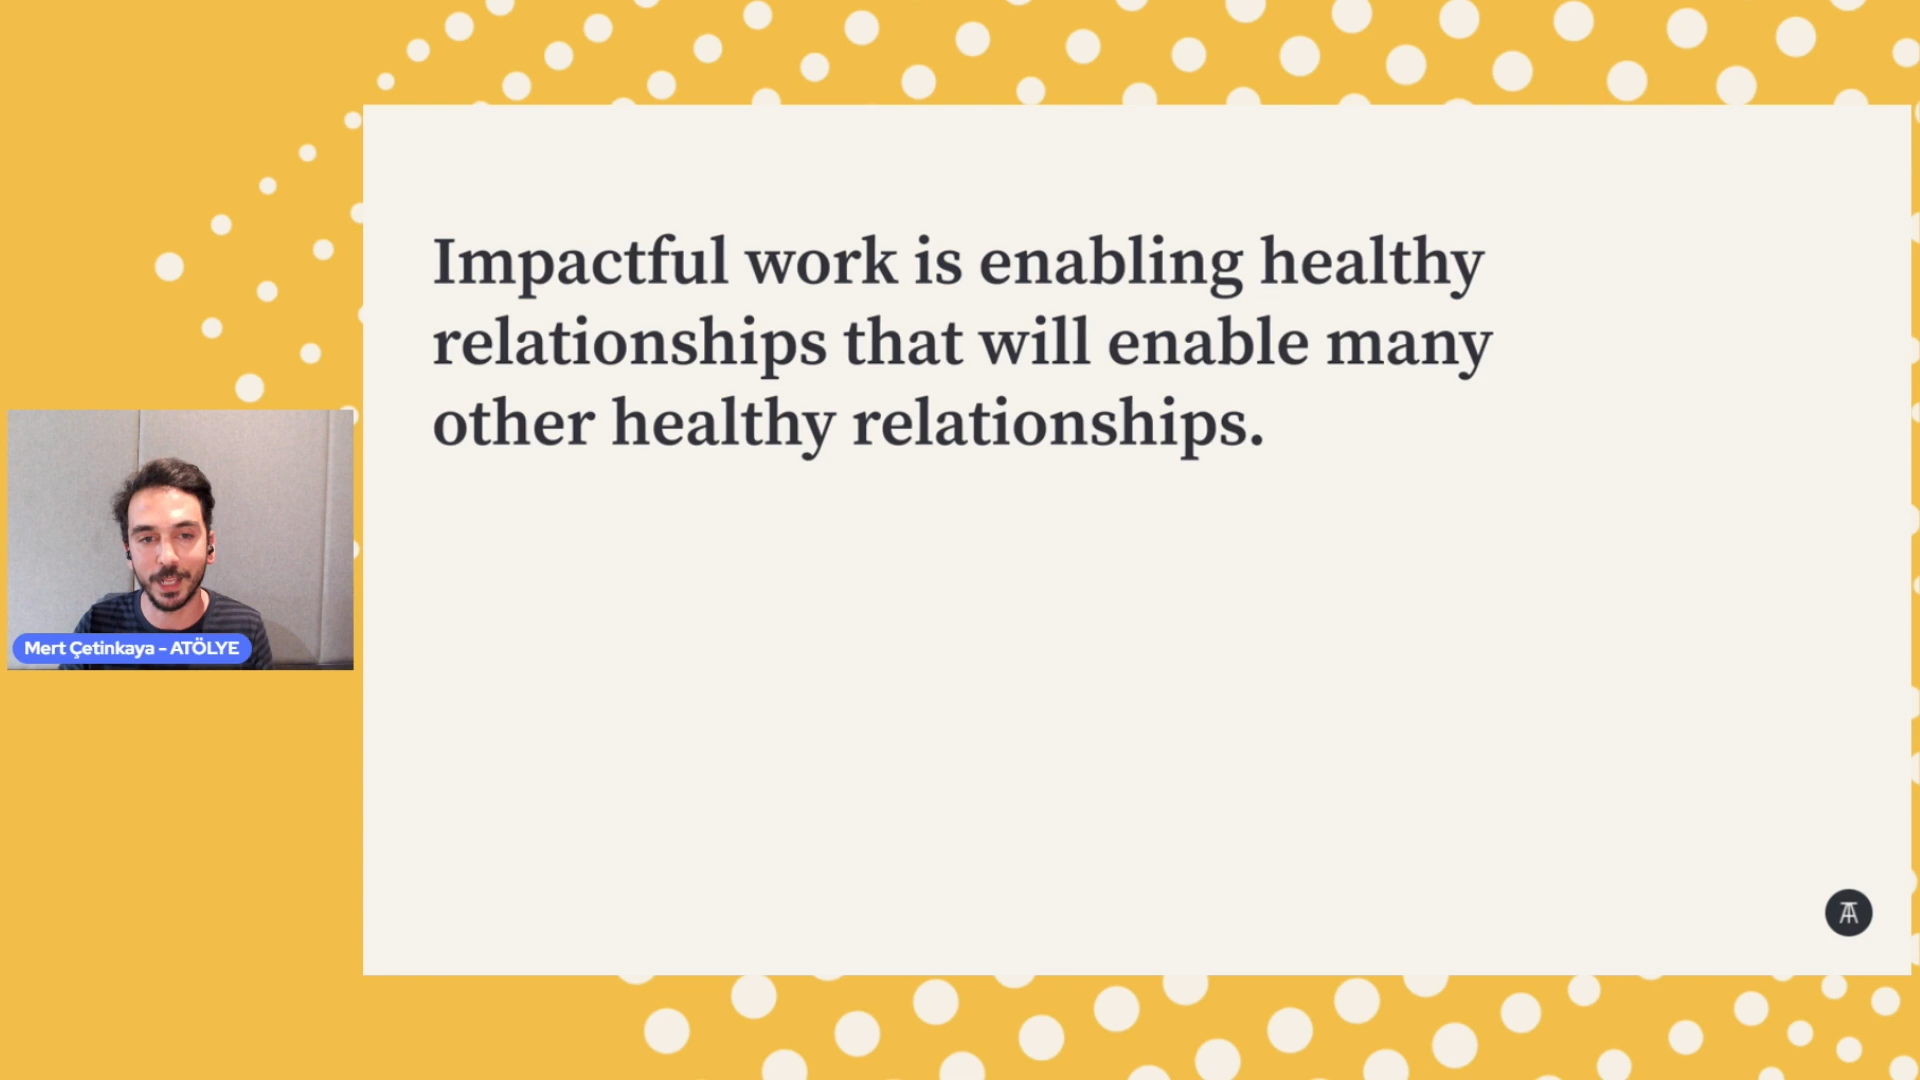 Impactful work is enabling healthy
relationships that will enable many
other healthy relationships.
Mert Çetinkaya – ATÖLYE